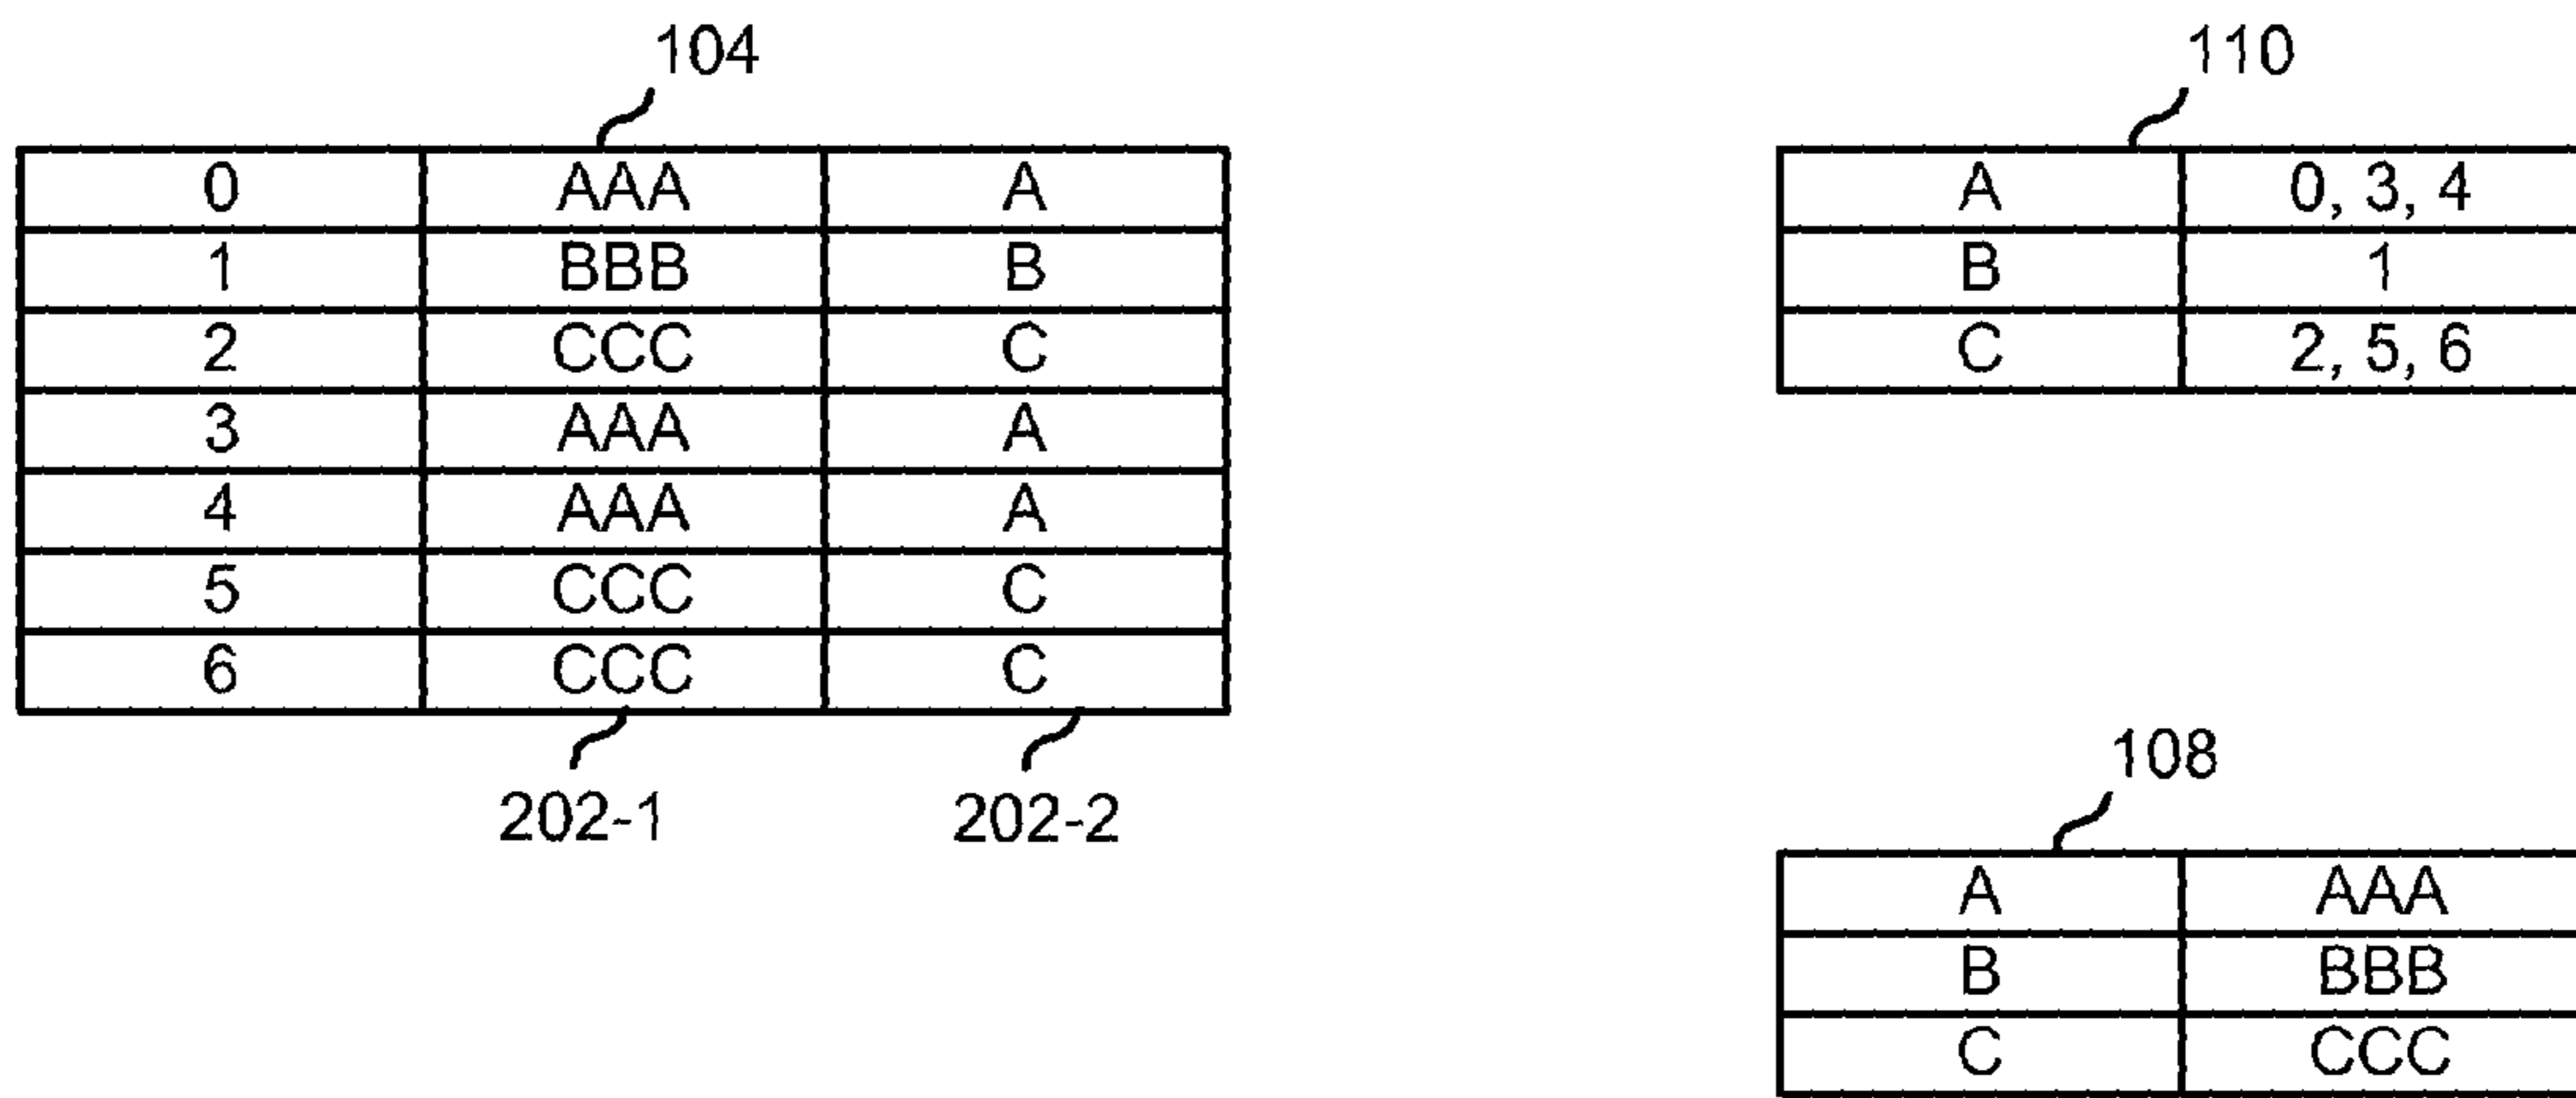 104
0 AAA A
1 BBB B
2 CCC C
3 AAA A
4 AAA A
5 CCC C
6 CCC C
202-1 202-2
110
A 0, 3, 4
B 1
C 2, 5, 6
108
A AAA
B BBB
C CCC